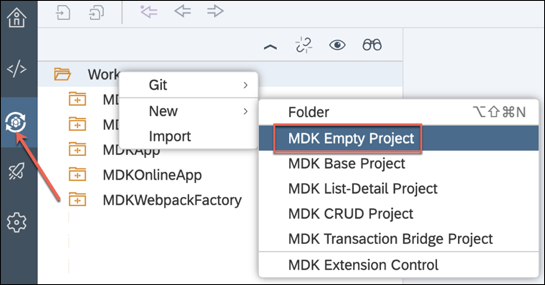 Work
Git
MD
New
Folder
⌥⇧⌘N
MD
Import
MDK Empty Project
MDKApp
MDK Base Project
MDKOnlineApp
MDK List-Detail Project
MDKWebpackFactory
MDK CRUD Project
MDK Transaction Bridge Project
MDK Extension Control